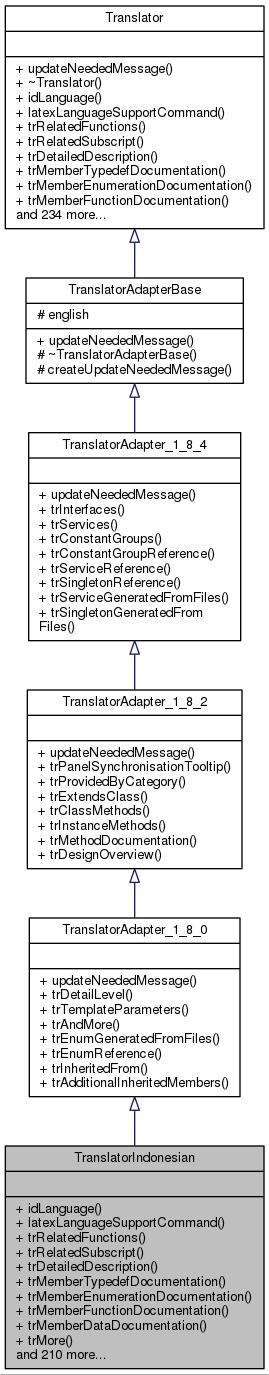 Translator
+ updateNeededMessage()
+ ~Translator()
+ idLanguage()
+ latexLanguageSupportCommand()
+ trRelatedFunctions()
+ trRelatedSubscript()
+ trDetailedDescription()
+ trMemberTypedefDocumentation()
+ trMemberEnumerationDocumentation()
+ trMemberFunctionDocumentation()
and 234 more...
TranslatorAdapterBase
# english
+ updateNeededMessage()
# ~TranslatorAdapterBase()
# createUpdateNeededMessage()
TranslatorAdapter_1_8_4
+ updateNeededMessage()
+ trInterfaces()
+ trServices()
+ trConstantGroups()
+ trConstantGroupReference()
+ trServiceReference()
+ trSingletonReference()
+ trServiceGeneratedFromFiles()
+ trSingletonGeneratedFrom
Files()
TranslatorAdapter_1_8_2
+ updateNeededMessage()
+ trPanelSynchronisationTooltip()
+ trProvidedByCategory()
+ trExtendsClass()
+ trClassMethods()
+ trInstanceMethods()
+ trMethodDocumentation()
+ trDesignOverview()
TranslatorAdapter_1_8_0
+ updateNeededMessage()
+ trDetailLevel()
+ trTemplateParameters()
+ trAndMore()
+ trEnumGeneratedFromFiles()
+ trEnumReference()
+ trInheritedFrom()
+ trAdditionalInheritedMembers()
TranslatorIndonesian
+ idLanguage()
+ latexLanguageSupportCommand()
+ trRelatedFunctions()
+ trRelatedSubscript()
+ trDetailedDescription()
+ trMemberTypedefDocumentation()
+ trMemberEnumerationDocumentation()
+ trMemberFunctionDocumentation()
+ trMemberDataDocumentation()
+ trMore()
and 210 more...